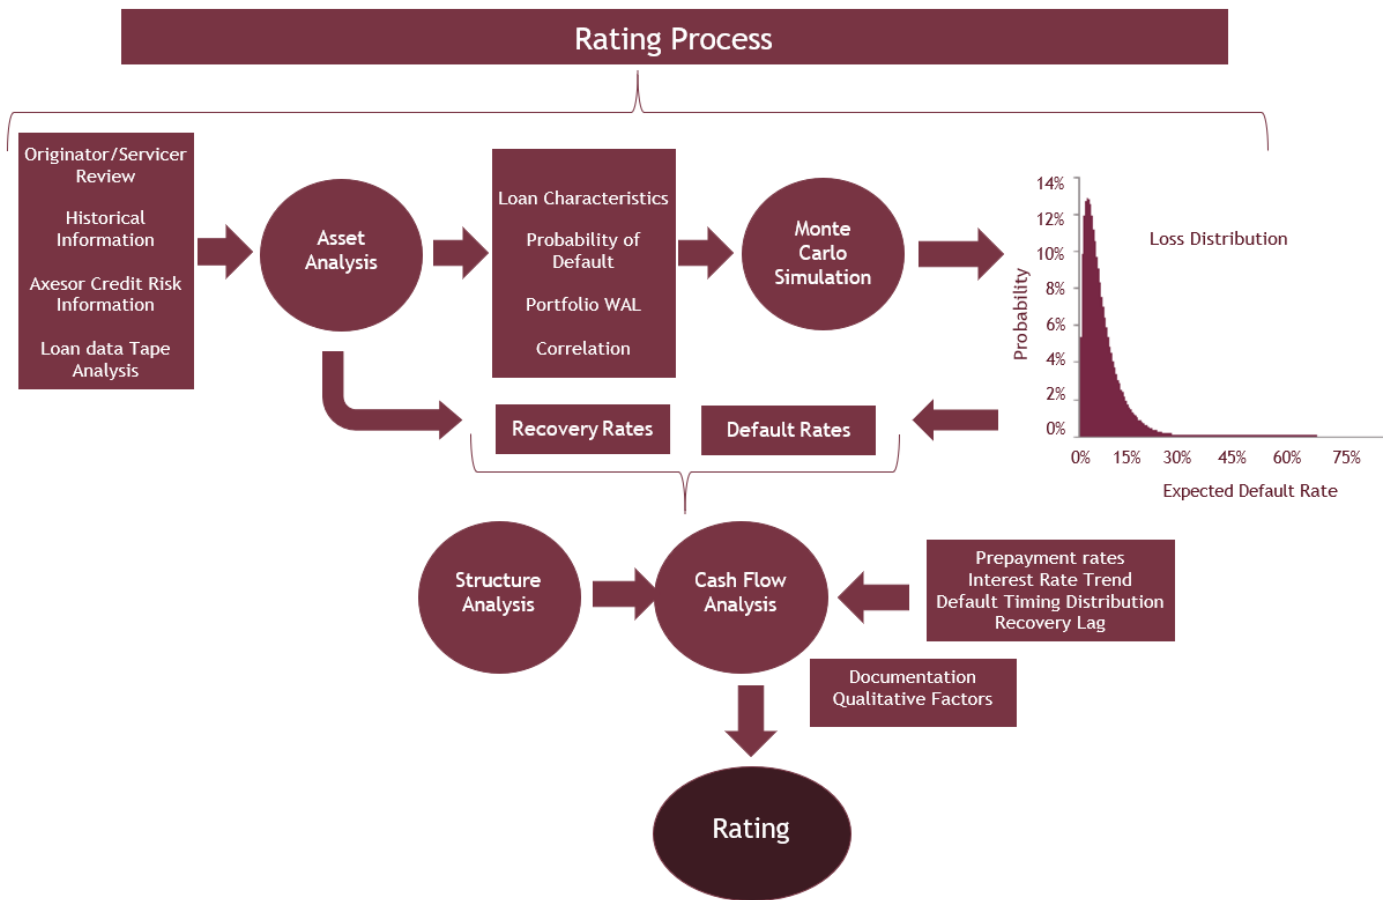 Rating Process
Originator/Servicer
Review
Historical
Information
Axesor Credit Risk
Information
Loan data Tape
Analysis
Asset
Analysis
Loan Characteristics
Probability of
Default
Portfolio WAL
Correlation
Monte
Carlo
Simulation
Loss Distribution
Probability
14%
12%
10%
8%
6%
4%
2%
0%
0%
15%
30%
45%
60%
75%
Expected Default Rate
Recovery Rates
Default Rates
Structure
Analysis
Cash Flow
Analysis
Prepayment rates
Interest Rate Trend
Default Timing Distribution
Recovery Lag
Documentation
Qualitative Factors
Rating